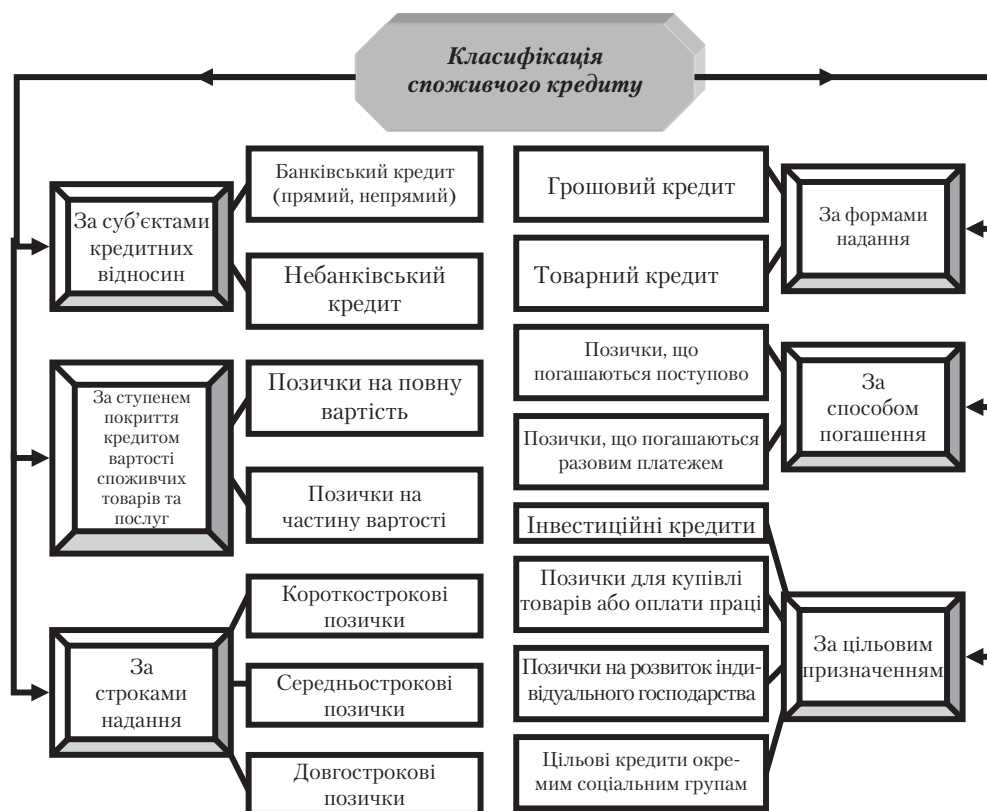 Класифікація
споживчого кредиту
За суб’єктами
кредитних
відносин
Банківський кредит
(прямий, непрямий)
Небанківський
кредит
За ступенем
покриття
кредитом
вартості
споживчих
товарів та
послуг
Позички на повну
вартість
Позички на
частину вартості
За
строками
надання
Короткострокові
позички
Середньострокові
позички
Довгострокові
позички
Грошовий кредит
Товарний кредит
За формами
надання
Позички, що
погашаються поступово
Позички, що погашаються
разовим платежем
За
способом
погашення
Інвестиційні кредити
Позички для купівлі
товарів або оплати праці
Позички на розвиток інди-
відуального господарства
Цільові кредити окре-
мим соціальним групам
За цільовим
призначенням